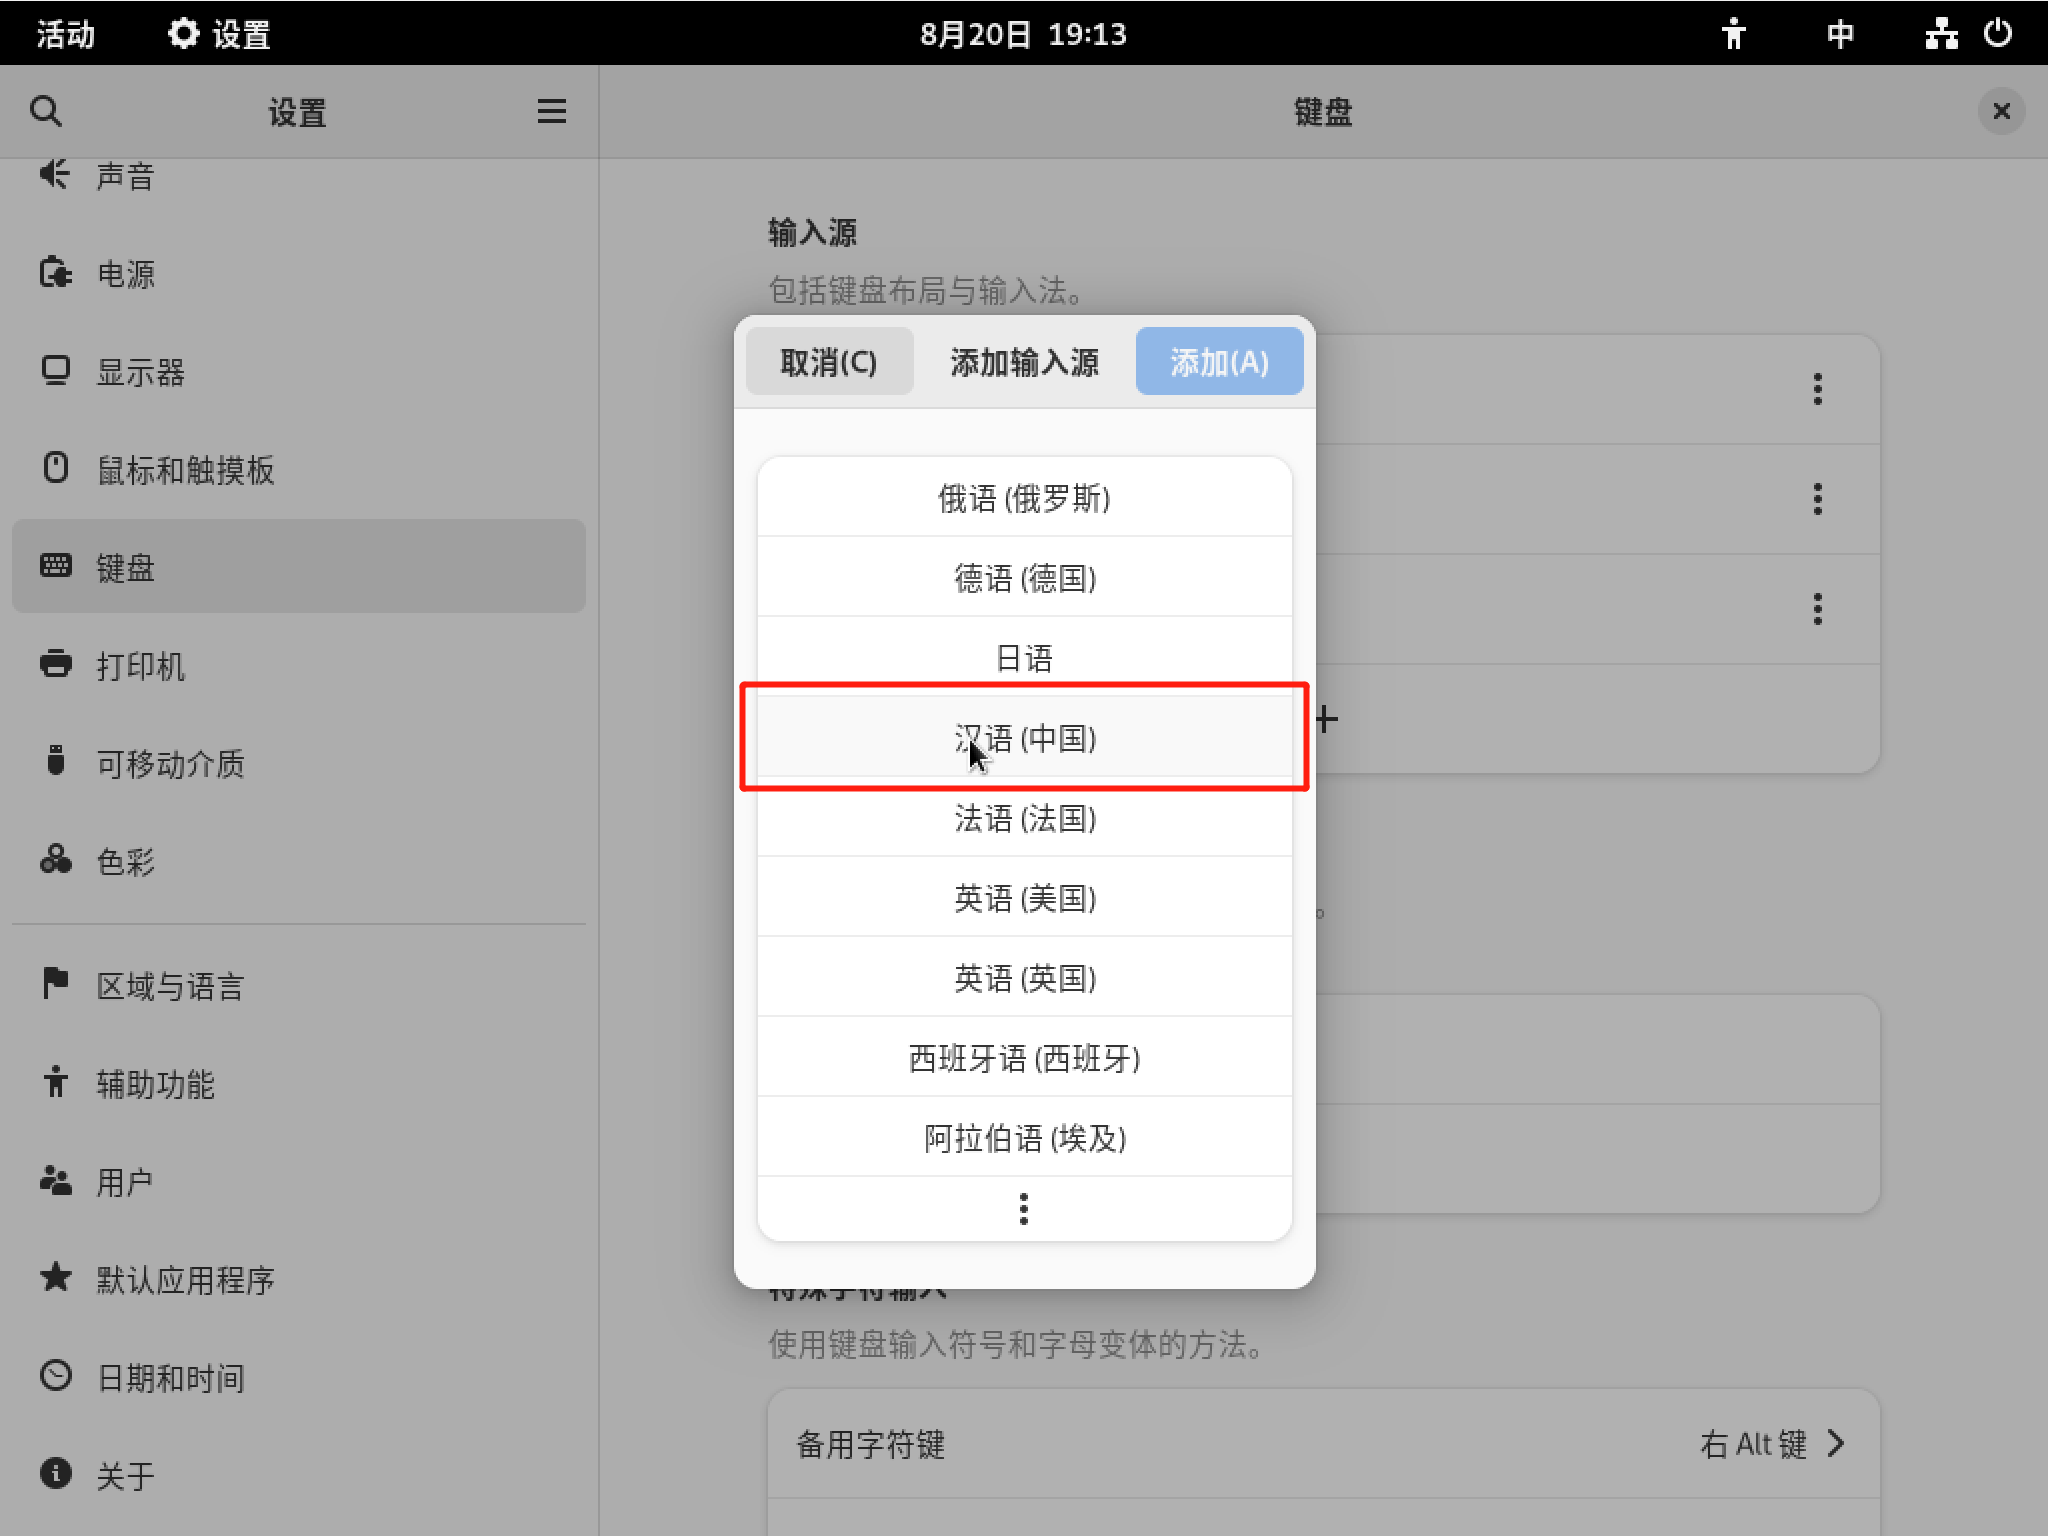 活动
设置
8月20日 19:13
中
设置
键盘
声音
电源
显示器
鼠标和触摸板
键盘
打印机
可移动介质
色彩
区域与语言
辅助功能
用户
默认应用程序
日期和时间
关于
输入源
包括键盘布局与输入法。
取消(C)
添加输入源
添加(A)
俄语 (俄罗斯)
德语 (德国)
日语
汉语 (中国)
法语 (法国)
英语 (美国)
英语 (英国)
西班牙语 (西班牙)
阿拉伯语 (埃及)
。
特殊字符输入
使用键盘输入符号和字母变体的方法。
备用字符键
右 Alt 键